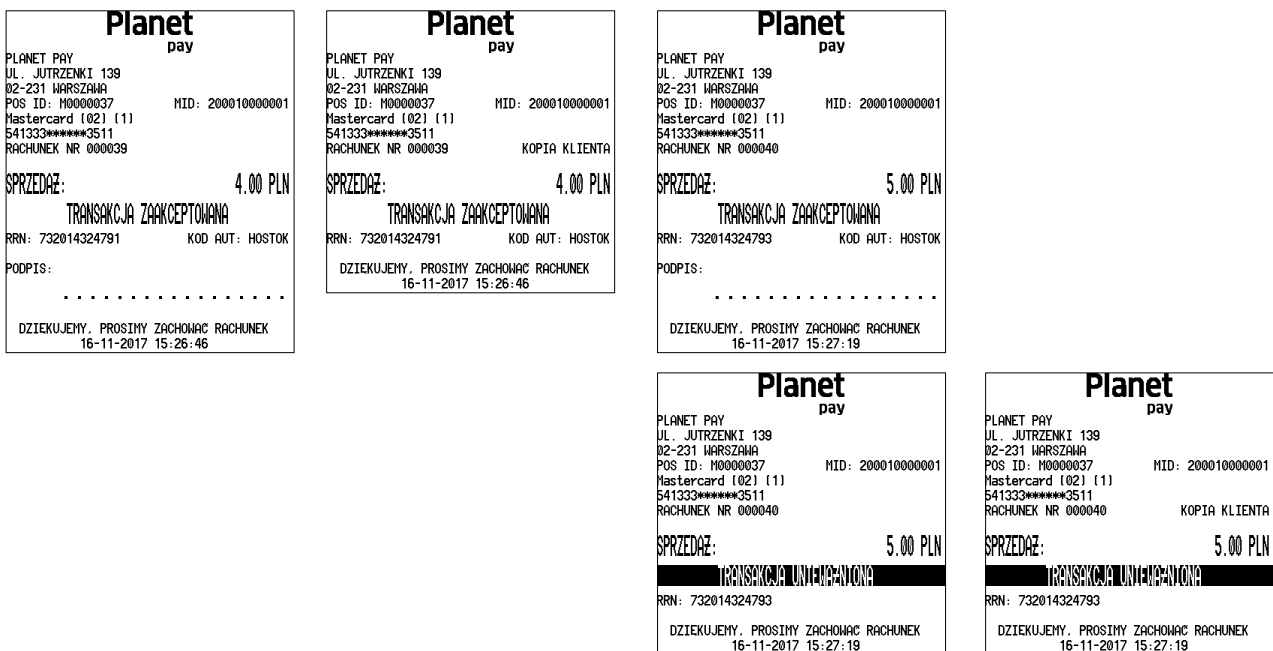 Planet
pay
PLANET PAY
UL. JUTRZENKI 139
02-231 WARSZAWA
POS ID: M0000037 MID: 200010000001
Mastercard (02) (1)
541333******3511
RACHUNEK NR 000039
SPRZEDAŻ: 4.00 PLN
TRANSAKCJA ZAAKCEPTOWANA
RRN: 732014324791 KOD AUT: HOSTOK
PODPIS:
. . . . . . . . . . . . . . . . .
DZIEKUJEMY, PROSIMY ZACHOWAĆ RACHUNEK
16-11-2017 15:26:46
Planet
pay
PLANET PAY
UL. JUTRZENKI 139
02-231 WARSZAWA
POS ID: M0000037 MID: 200010000001
Mastercard (02) (1)
541333******3511
RACHUNEK NR 000039 KOPIA KLIENTA
SPRZEDAŻ: 4.00 PLN
TRANSAKCJA ZAAKCEPTOWANA
RRN: 732014324791 KOD AUT: HOSTOK
DZIEKUJEMY, PROSIMY ZACHOWAĆ RACHUNEK
16-11-2017 15:26:46
Planet
pay
PLANET PAY
UL. JUTRZENKI 139
02-231 WARSZAWA
POS ID: M0000037 MID: 200010000001
Mastercard (02) (1)
541333******3511
RACHUNEK NR 000040
SPRZEDAŻ: 5.00 PLN
TRANSAKCJA ZAAKCEPTOWANA
RRN: 732014324793 KOD AUT: HOSTOK
PODPIS:
. . . . . . . . . . . . . . . . .
DZIEKUJEMY, PROSIMY ZACHOWAĆ RACHUNEK
16-11-2017 15:27:19
Planet
pay
PLANET PAY
UL. JUTRZENKI 139
02-231 WARSZAWA
POS ID: M0000037 MID: 200010000001
Mastercard (02) (1)
541333******3511
RACHUNEK NR 000040
SPRZEDAŻ: 5.00 PLN
TRANSAKCJA UNIEWAŻNIONA
RRN: 732014324793
DZIEKUJEMY, PROSIMY ZACHOWAĆ RACHUNEK
16-11-2017 15:27:19
Planet
pay
PLANET PAY
UL. JUTRZENKI 139
02-231 WARSZAWA
POS ID: M0000037 MID: 200010000001
Mastercard (02) (1)
541333******3511
RACHUNEK NR 000040 KOPIA KLIENTA
SPRZEDAŻ: 5.00 PLN
TRANSAKCJA UNIEWAŻNIONA
RRN: 732014324793
DZIEKUJEMY, PROSIMY ZACHOWAĆ RACHUNEK
16-11-2017 15:27:19